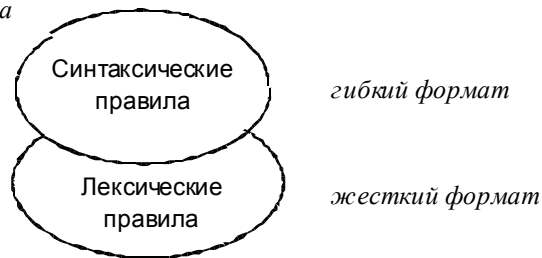 а
Синтаксические
правила
гибкий формат
Лексические
правила
жесткий формат